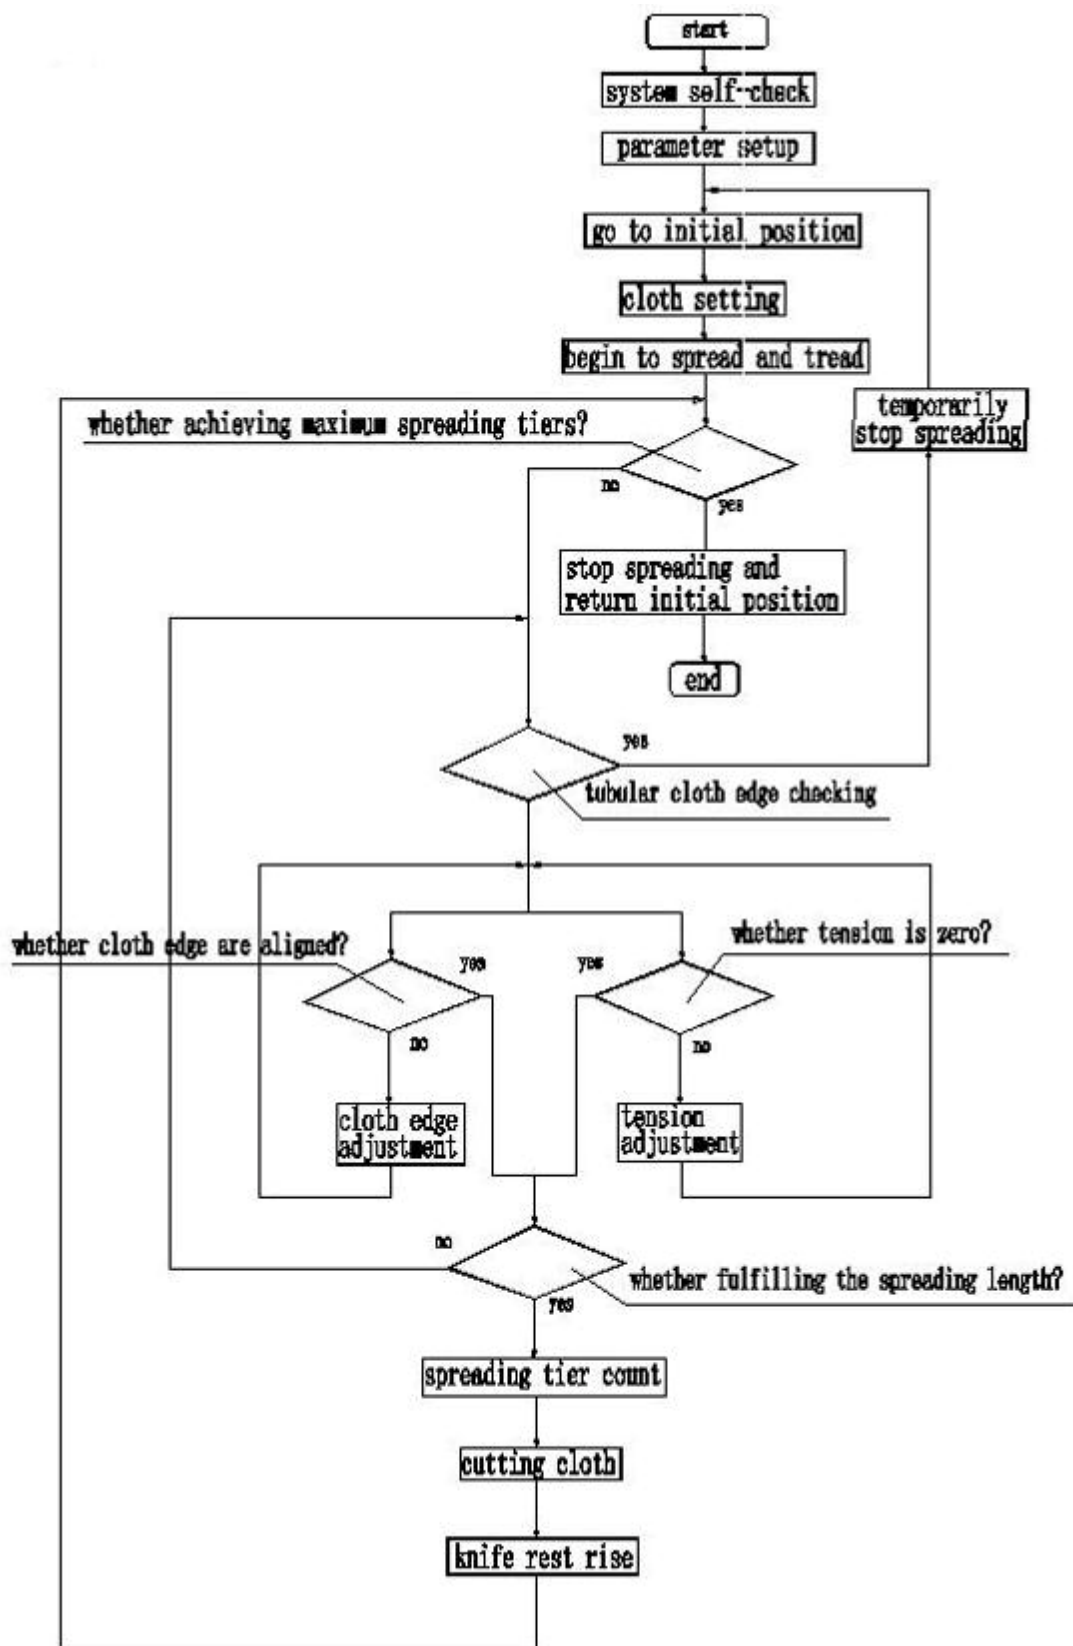 start
system self-check
parameter setup
go to initial position
cloth setting
begin to spread and tread
temporarily
stop spreading
whether achieving maximum spreading tiers?
no
yes
stop spreading and
return initial position
end
yes
tubular cloth edge checking
whether cloth edge are aligned?
yes
no
whether tension is zero?
yes
no
cloth edge
adjustment
tension
adjustment
no
whether fulfilling the spreading length?
yes
spreading tier count
cutting cloth
knife rest rise